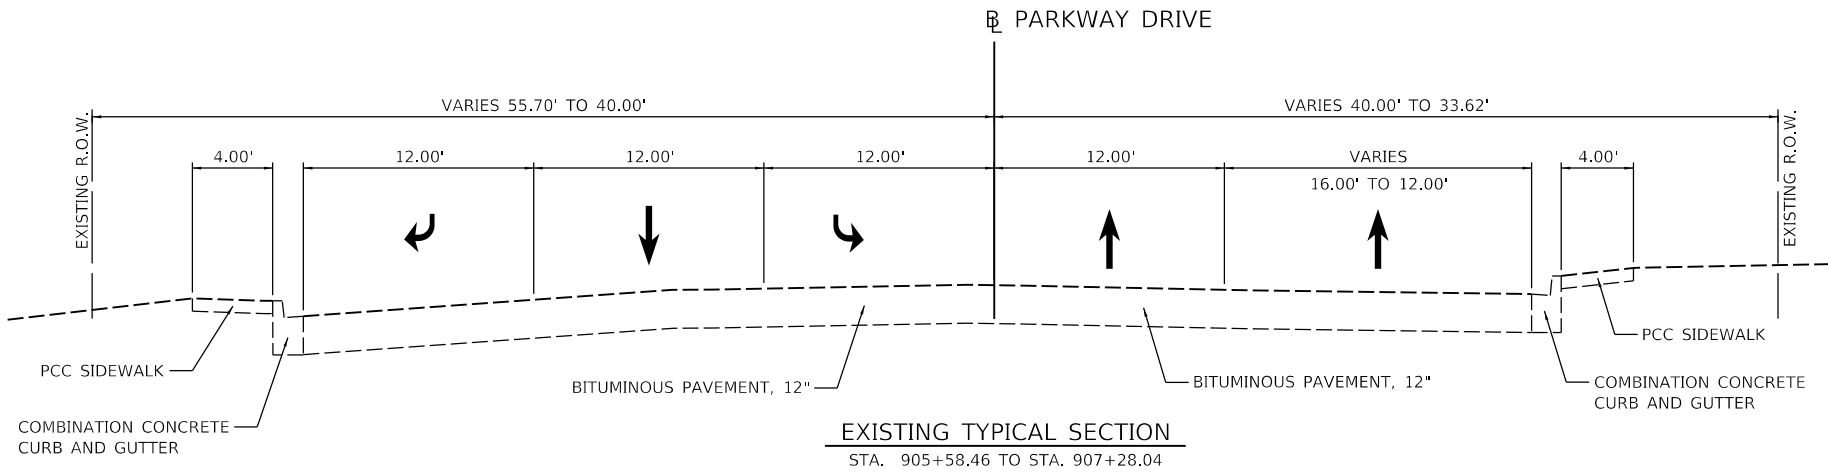 ℄ PARKWAY DRIVE
VARIES 55.70' TO 40.00'
VARIES 40.00' TO 33.62'
EXISTING R.O.W.
EXISTING R.O.W.
4.00'
12.00'
12.00'
12.00'
12.00'
VARIES
16.00' TO 12.00'
4.00'
PCC SIDEWALK
COMBINATION CONCRETE
CURB AND GUTTER
BITUMINOUS PAVEMENT, 12"
BITUMINOUS PAVEMENT, 12"
PCC SIDEWALK
COMBINATION CONCRETE
CURB AND GUTTER
EXISTING TYPICAL SECTION
STA. 905+58.46 TO STA. 907+28.04